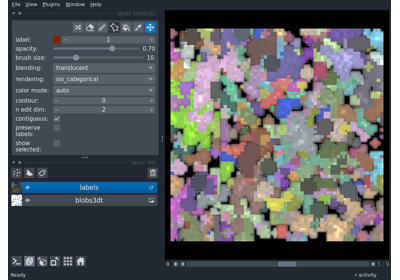 File View Plugins Window Help
layer controls
label: 1
opacity: 0.70
brush size: 10
blending: translucent
rendering: iso_categorical
color mode: auto
contour: 0
n edit dim: 2
contiguous:
preserve
labels:
show
selected:
layer list
labels
blobs3dt
Ready
activity